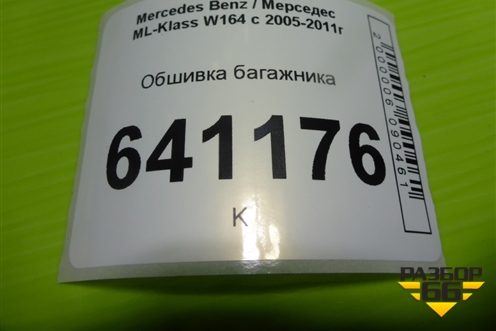 Mercedes Benz / Мерседес
ML-Klass W164 с 2005-2011г
Обшивка багажника
641176
К
2000006090461
РАЗБОР
66